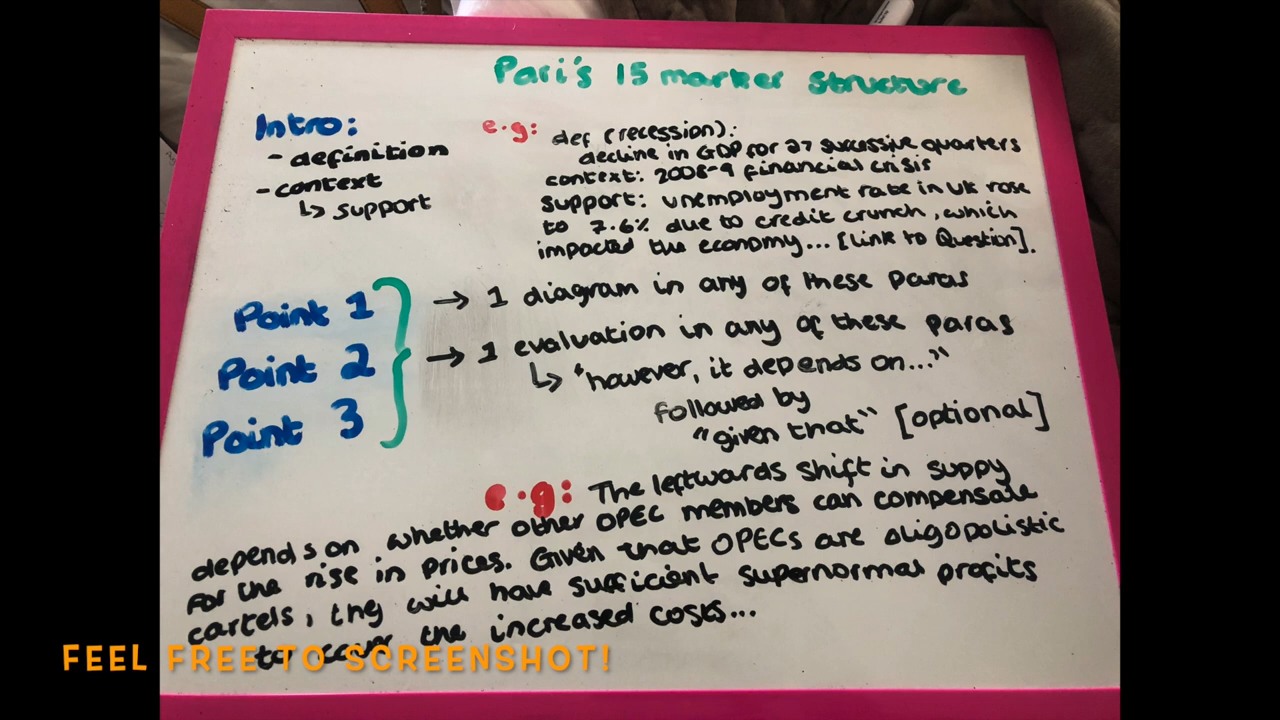 Pari's 15 marker structure
Intro:
- definition
- context
↳ support
e.g: def (recession):
decline in GDP for 27 successive quarters
context: 2008-9 financial crisis
support: unemployment rate in UK rose
to 7.6% due to credit crunch, which
impacted the economy... [link to Question].
Point 1
Point 2
Point 3
→ 1 diagram in any of these paras
→ 1 evaluation in any of these paras
↳ "however, it depends on..."
followed by
"given that" [optional]
e.g: The leftwards shift in suppy
depends on whether other OPEC members can compensate
for the rise in prices. Given that OPECs are oligopolistic
cartels, they will have sufficient supernormal profits
to cover the increased costs...
FEEL FREE TO SCREENSHOT!